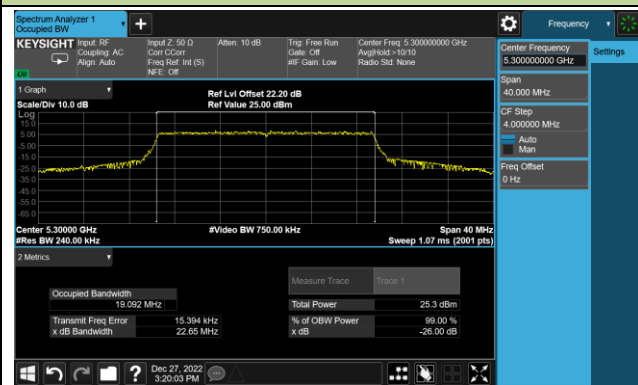 Spectrum Analyzer 1
Occupied BW
+
Frequency
KEYSIGHT
Input: RF
Coupling: AC
Align: Auto
Input Z: 50 Ω
Corr CCorr
Freq Ref: Int (S)
NFE: Off
Atten: 10 dB
Trig: Free Run
Gate: Off
#IF Gain: Low
Center Freq: 5.300000000 GHz
Avg|Hold:>10/10
Radio Std: None
Center Frequency
5.300000000 GHz
Settings
Span
40.000 MHz
CF Step
4.000000 MHz
Auto
Man
Freq Offset
0 Hz
1 Graph
Scale/Div 10.0 dB
Ref Lvl Offset 22.20 dB
Ref Value 25.00 dBm
Log
15.0
5.00
-5.00
-15.0
-25.0
-35.0
-45.0
-55.0
-65.0
Center 5.30000 GHz
#Res BW 240.00 kHz
#Video BW 750.00 kHz
Span 40 MHz
Sweep 1.07 ms (2001 pts)
2 Metrics
Measure Trace
Trace 1
Occupied Bandwidth
19.092 MHz
Total Power
25.3 dBm
Transmit Freq Error
15.394 kHz
% of OBW Power
99.00 %
x dB Bandwidth
22.65 MHz
x dB
-26.00 dB
?
Dec 27, 2022
3:20:03 PM